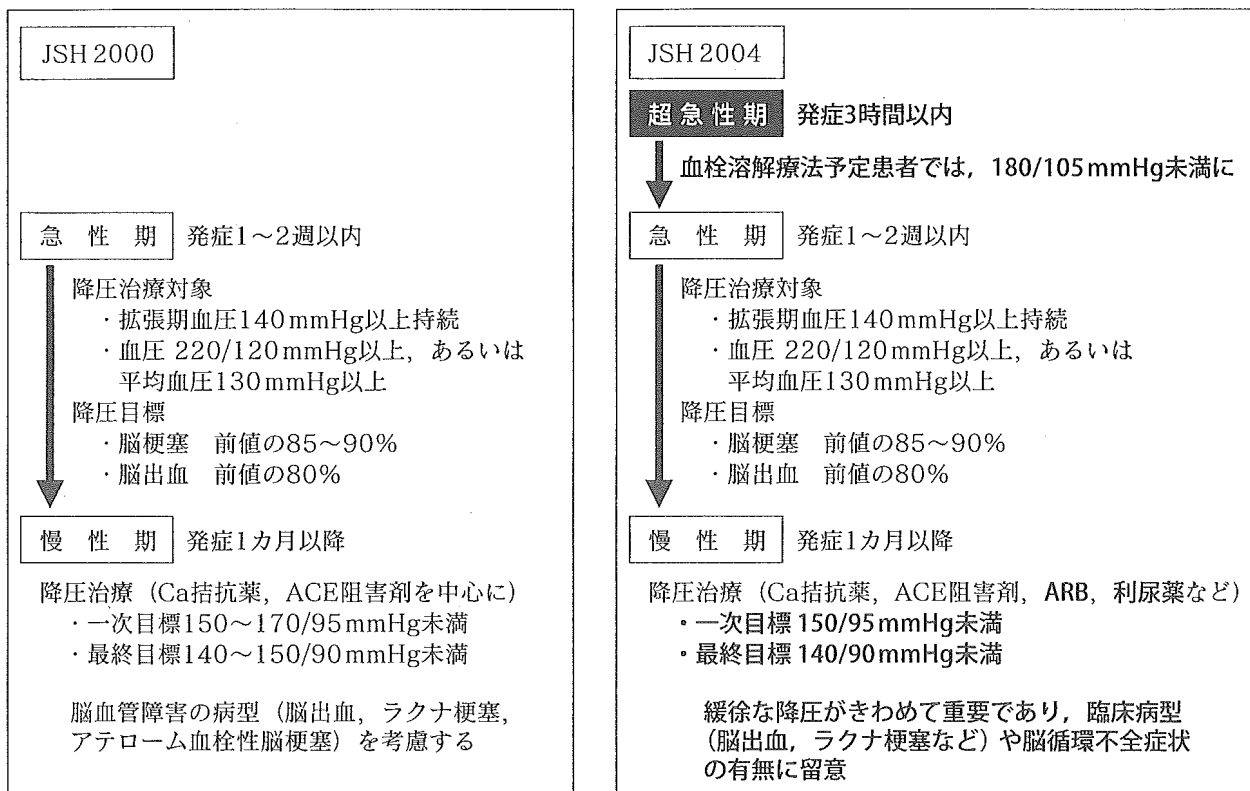 JSH 2000
急性期 発症1～2週以内
降圧治療対象
・拡張期血圧140mmHg以上持続
・血圧 220/120mmHg以上，あるいは
平均血圧130mmHg以上
降圧目標
・脳梗塞 前値の85～90%
・脳出血 前値の80%
慢性期 発症1カ月以降
降圧治療（Ca拮抗薬，ACE阻害剤を中心に）
・一次目標150～170/95mmHg未満
・最終目標140～150/90mmHg未満
脳血管障害の病型（脳出血，ラクナ梗塞，
アテローム血栓性脳梗塞）を考慮する
JSH 2004
超急性期 発症3時間以内
血栓溶解療法予定患者では，180/105mmHg未満に
急性期 発症1～2週以内
降圧治療対象
・拡張期血圧140mmHg以上持続
・血圧 220/120mmHg以上，あるいは
平均血圧130mmHg以上
降圧目標
・脳梗塞 前値の85～90%
・脳出血 前値の80%
慢性期 発症1カ月以降
降圧治療（Ca拮抗薬，ACE阻害剤，ARB，利尿薬など）
・一次目標 150/95mmHg未満
・最終目標 140/90mmHg未満
緩徐な降圧がきわめて重要であり，臨床病型
（脳出血，ラクナ梗塞など）や脳循環不全症状
の有無に留意